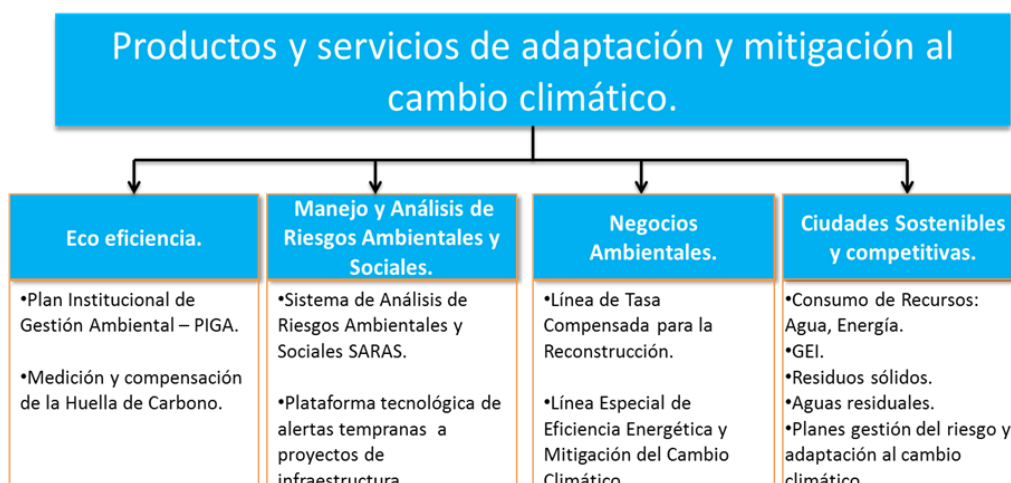 Productos y servicios de adaptación y mitigación al
cambio climático.
Eco eficiencia.
•Plan Institucional de
Gestión Ambiental – PIGA.
•Medición y compensación
de la Huella de Carbono.
Manejo y Análisis de
Riesgos Ambientales y
Sociales.
•Sistema de Análisis de
Riesgos Ambientales y
Sociales SARAS.
•Plataforma tecnológica de
alertas tempranas a
proyectos de
infraestructura
Negocios
Ambientales.
•Línea de Tasa
Compensada para la
Reconstrucción.
•Línea Especial de
Eficiencia Energética y
Mitigación del Cambio
Climático
Ciudades Sostenibles
y competitivas.
•Consumo de Recursos:
Agua, Energía.
•GEI.
•Residuos sólidos.
•Aguas residuales.
•Planes gestión del riesgo y
adaptación al cambio
climático